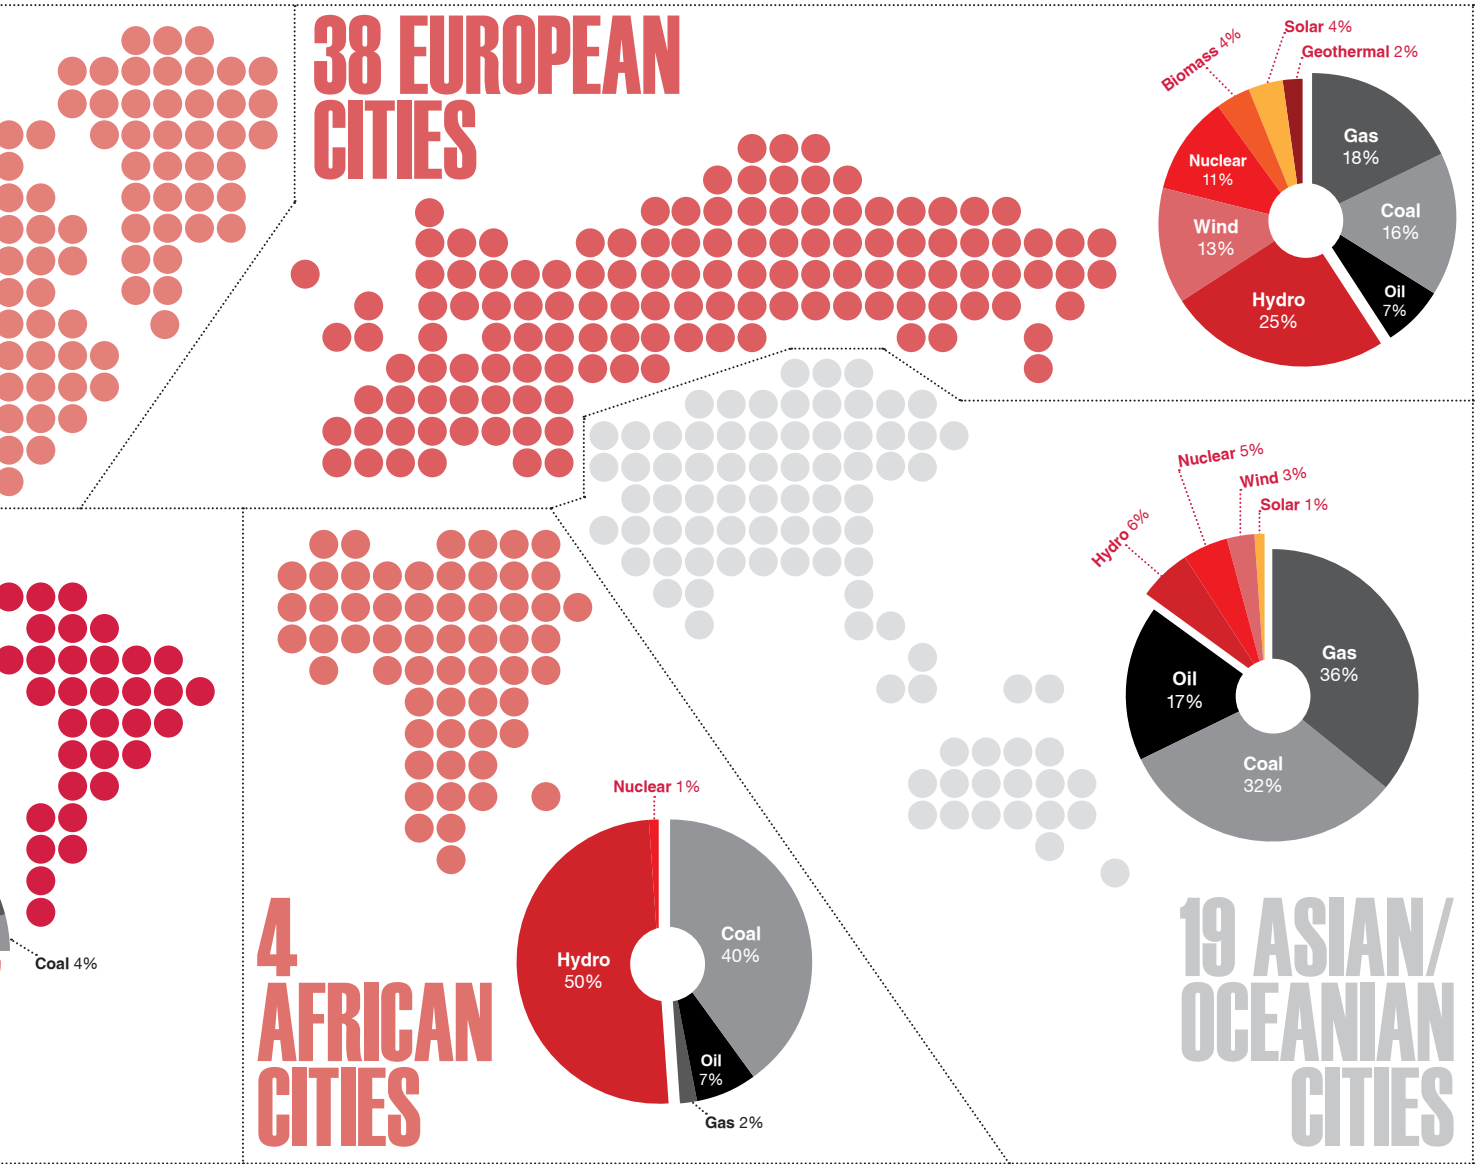 38 EUROPEAN
CITIES
Biomass 4%
Solar 4%
Geothermal 2%
Gas
18%
Coal
16%
Oil
7%
Hydro
25%
Wind
13%
Nuclear
11%
Hydro 6%
Nuclear 5%
Wind 3%
Solar 1%
Gas
36%
Coal
32%
Oil
17%
19 ASIAN/
OCEANIAN
CITIES
Coal 4%
4
AFRICAN
CITIES
Nuclear 1%
Hydro
50%
Coal
40%
Oil
7%
Gas 2%